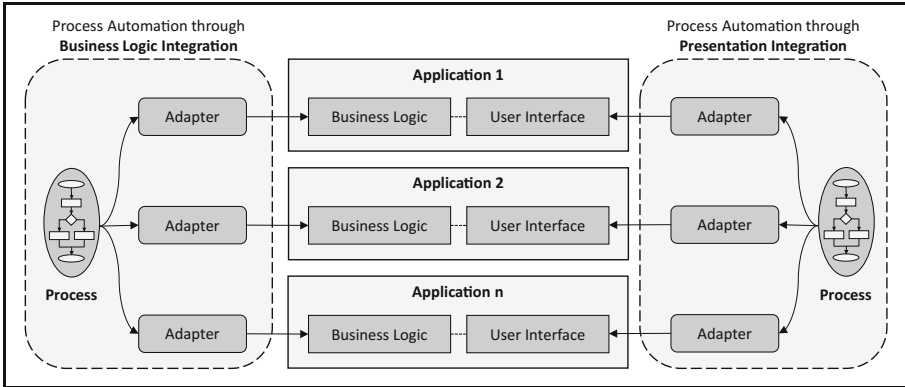 Process Automation through
Business Logic Integration
Process Automation through
Presentation Integration
Application 1
Adapter
Business Logic
User Interface
Adapter
Application 2
Adapter
Business Logic
User Interface
Adapter
Process
Process
Application n
Adapter
Business Logic
User Interface
Adapter